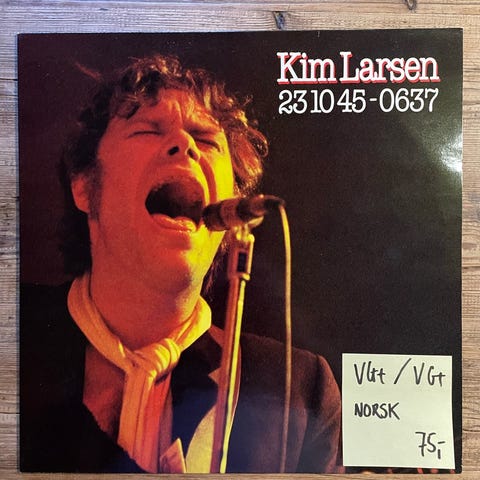 Kim Larsen
23 10 45 - 0637
VG+ / VG+
NORSK
75,-